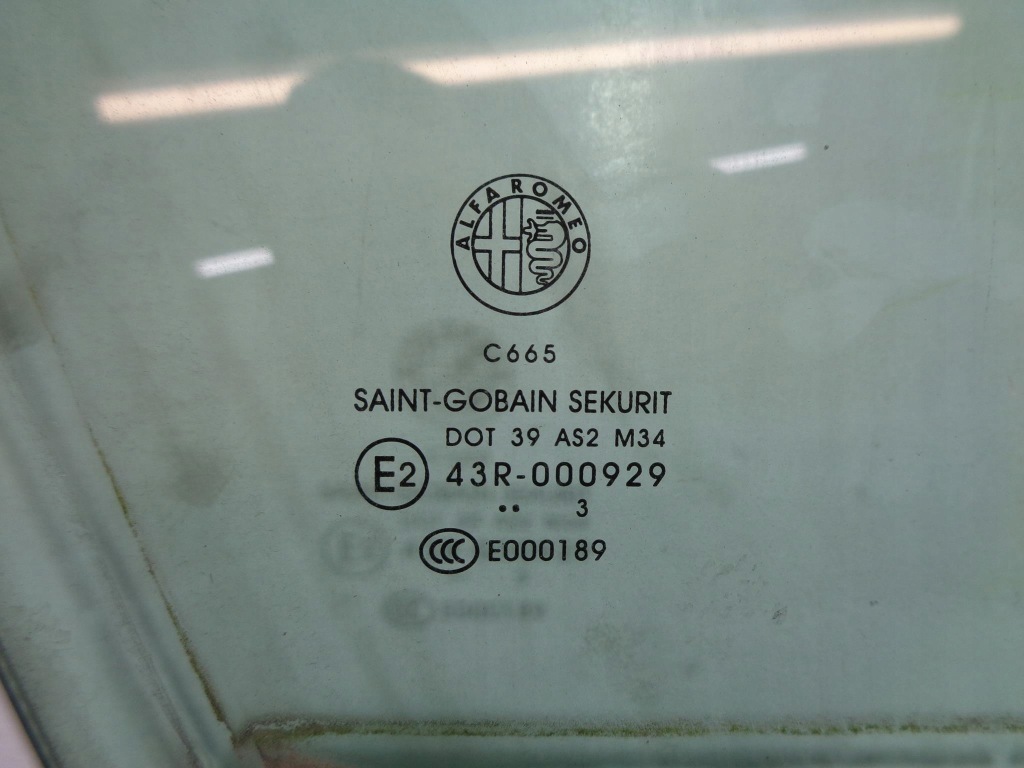 ALFA ROMEO
C665
SAINT-GOBAIN SEKURIT
DOT 39 AS2 M34
E2 43R-000929
.. 3
CCC E000189